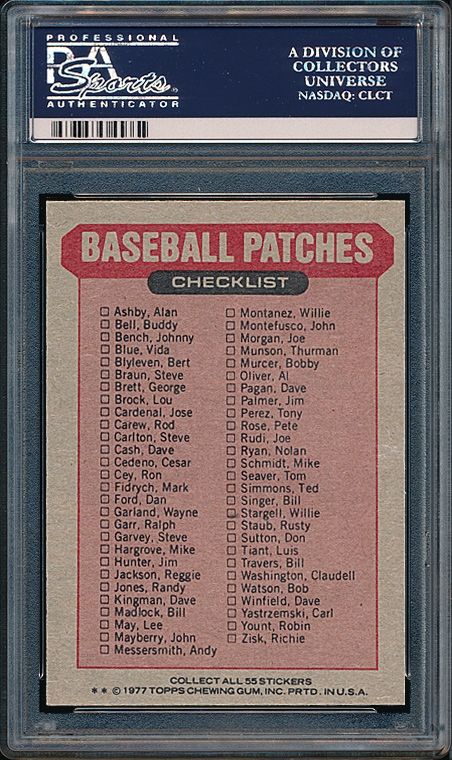 PROFESSIONAL
PSA
Sports
AUTHENTICATOR
A DIVISION OF
COLLECTORS
UNIVERSE
NASDAQ: CLCT
BASEBALL PATCHES
CHECKLIST
Ashby, Alan
Bell, Buddy
Bench, Johnny
Blue, Vida
Blyleven, Bert
Braun, Steve
Brett, George
Brock, Lou
Cardenal, Jose
Carew, Rod
Carlton, Steve
Cash, Dave
Cedeno, Cesar
Cey, Ron
Fidrych, Mark
Ford, Dan
Garland, Wayne
Garr, Ralph
Garvey, Steve
Hargrove, Mike
Hunter, Jim
Jackson, Reggie
Jones, Randy
Kingman, Dave
Madlock, Bill
May, Lee
Mayberry, John
Messersmith, Andy
Montanez, Willie
Montefusco, John
Morgan, Joe
Munson, Thurman
Murcer, Bobby
Oliver, Al
Pagan, Dave
Palmer, Jim
Perez, Tony
Rose, Pete
Rudi, Joe
Ryan, Nolan
Schmidt, Mike
Seaver, Tom
Simmons, Ted
Singer, Bill
Stargell, Willie
Staub, Rusty
Sutton, Don
Tiant, Luis
Travers, Bill
Washington, Claudell
Watson, Bob
Winfield, Dave
Yastrzemski, Carl
Yount, Robin
Zisk, Richie
COLLECT ALL 55 STICKERS
** © 1977 TOPPS CHEWING GUM, INC. PRTD. IN U.S.A.